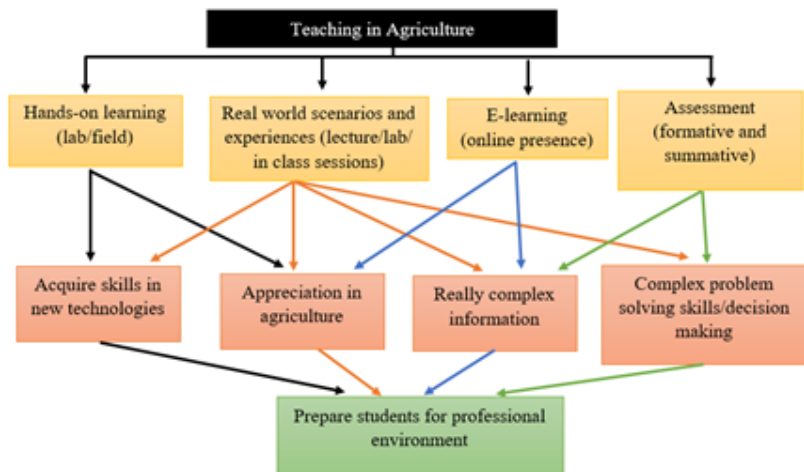 Teaching in Agriculture
Hands-on learning
(lab/field)
Real world scenarios and
experiences (lecture/lab/
in class sessions)
E-learning
(online presence)
Assessment
(formative and
summative)
Acquire skills in
new technologies
Appreciation in
agriculture
Really complex
information
Complex problem
solving skills/decision
making
Prepare students for professional
environment